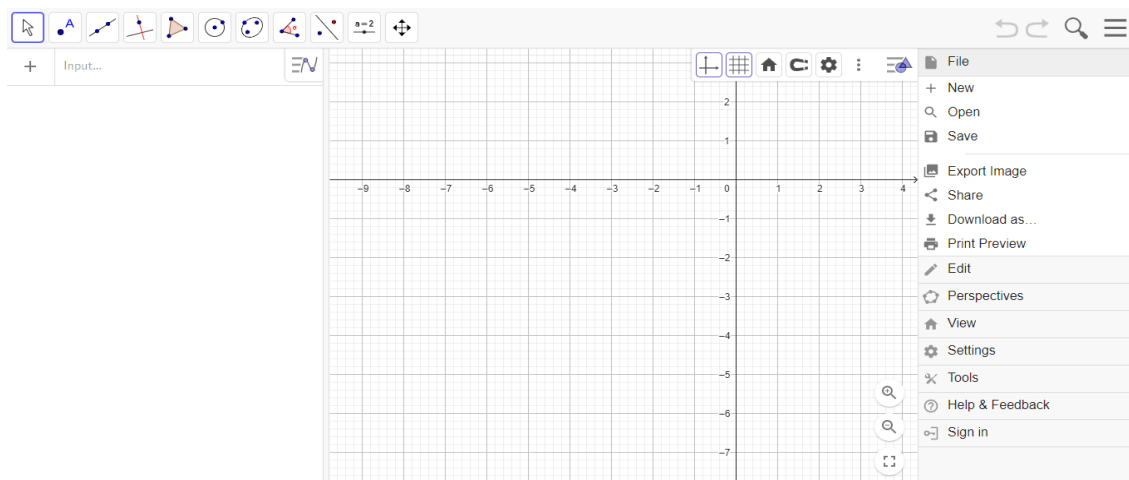 A
a=2
Input...
File
New
Open
Save
Export Image
Share
Download as...
Print Preview
Edit
Perspectives
View
Settings
Tools
Help & Feedback
Sign in
2
1
–9 –8 –7 –6 –5 –4 –3 –2 –1 0 1 2 3 4
–1
–2
–3
–4
–5
–6
–7